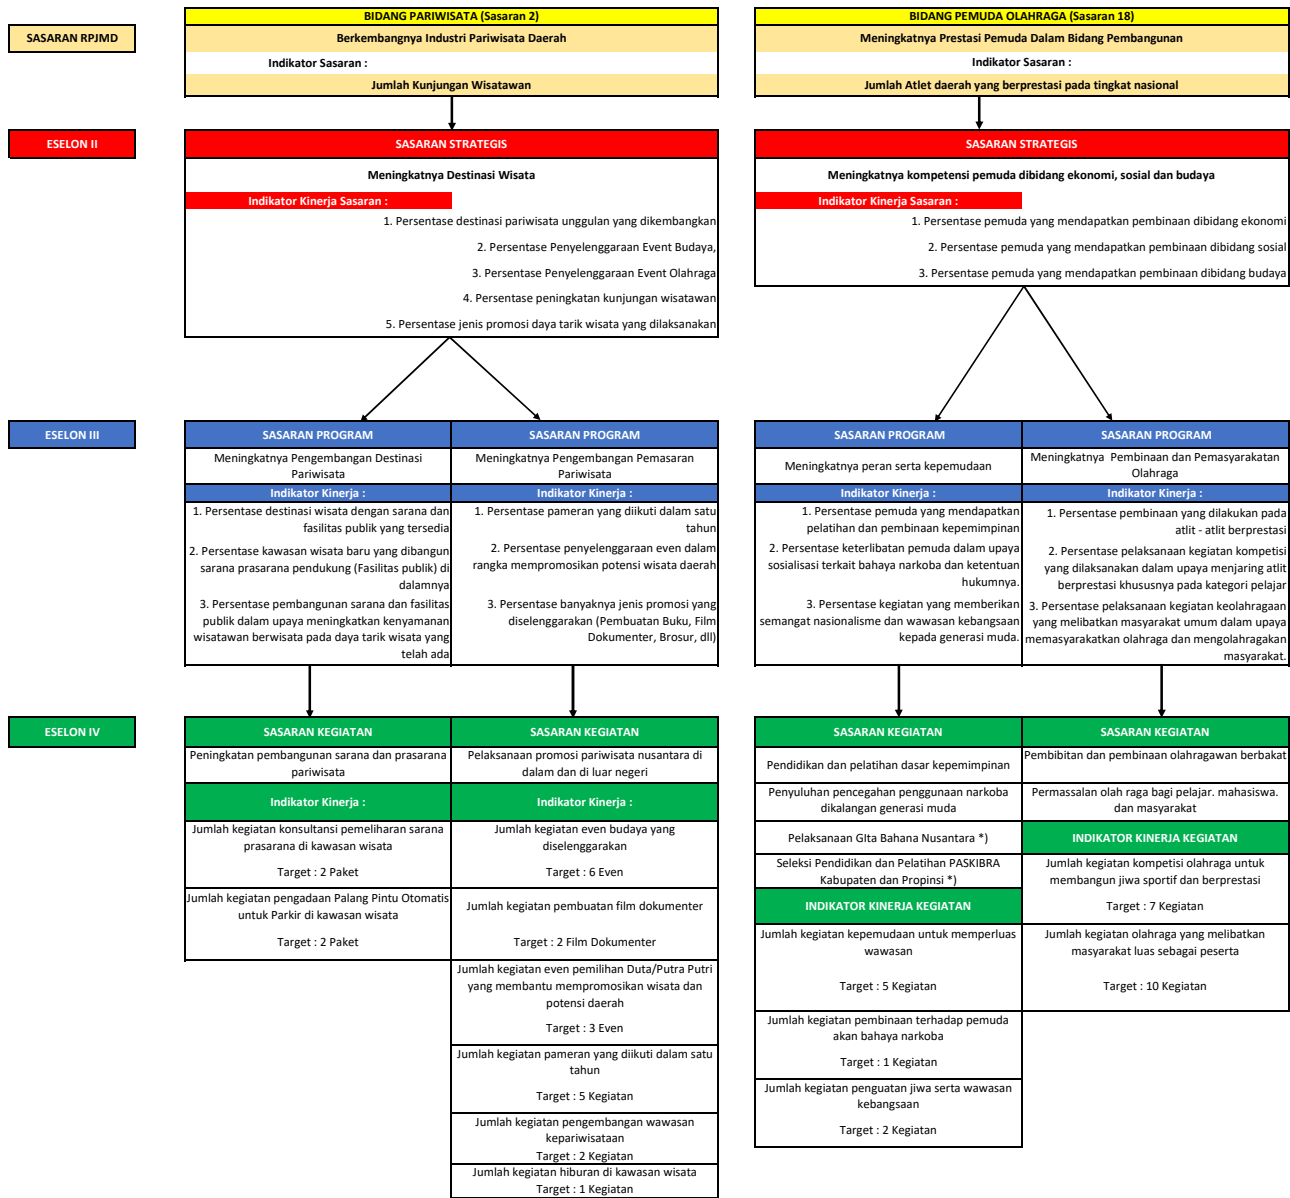 SASARAN RPJMD
BIDANG PARIWISATA (Sasaran 2)
Berkembangnya Industri Pariwisata Daerah
Indikator Sasaran :
Jumlah Kunjungan Wisatawan
BIDANG PEMUDA OLAHRAGA (Sasaran 18)
Meningkatnya Prestasi Pemuda Dalam Bidang Pembangunan
Indikator Sasaran :
Jumlah Atlet daerah yang berprestasi pada tingkat nasional
ESELON II
SASARAN STRATEGIS
Meningkatnya Destinasi Wisata
Indikator Kinerja Sasaran :
1. Persentase destinasi pariwisata unggulan yang dikembangkan
2. Persentase Penyelenggaraan Event Budaya,
3. Persentase Penyelenggaraan Event Olahraga
4. Persentase peningkatan kunjungan wisatawan
5. Persentase jenis promosi daya tarik wisata yang dilaksanakan
SASARAN STRATEGIS
Meningkatnya kompetensi pemuda dibidang ekonomi, sosial dan budaya
Indikator Kinerja Sasaran :
1. Persentase pemuda yang mendapatkan pembinaan dibidang ekonomi
2. Persentase pemuda yang mendapatkan pembinaan dibidang sosial
3. Persentase pemuda yang mendapatkan pembinaan dibidang budaya
ESELON III
SASARAN PROGRAM
Meningkatnya Pengembangan Destinasi
Pariwisata
Indikator Kinerja :
1. Persentase destinasi wisata dengan sarana dan
fasilitas publik yang tersedia
2. Persentase kawasan wisata baru yang dibangun
sarana prasarana pendukung (Fasilitas publik) di
dalamnya
3. Persentase pembangunan sarana dan fasilitas
publik dalam upaya meningkatkan kenyamanan
wisatawan berwisata pada daya tarik wisata yang
telah ada
SASARAN PROGRAM
Meningkatnya Pengembangan Pemasaran
Pariwisata
Indikator Kinerja :
1. Persentase pameran yang diikuti dalam satu
tahun
2. Persentase penyelenggaraan even dalam
rangka mempromosikan potensi wisata daerah
3. Persentase banyaknya jenis promosi yang
diselenggarakan (Pembuatan Buku, Film
Dokumenter, Brosur, dll)
SASARAN PROGRAM
Meningkatnya peran serta kepemudaan
Indikator Kinerja :
1. Persentase pemuda yang mendapatkan
pelatihan dan pembinaan kepemimpinan
2. Persentase keterlibatan pemuda dalam upaya
sosialisasi terkait bahaya narkoba dan ketentuan
hukumnya.
3. Persentase kegiatan yang memberikan
semangat nasionalisme dan wawasan kebangsaan
kepada generasi muda.
SASARAN PROGRAM
Meningkatnya  Pembinaan dan Pemasyarakatan
Olahraga
Indikator Kinerja :
1. Persentase pembinaan yang dilakukan pada
atlit - atlit berprestasi
2. Persentase pelaksanaan kegiatan kompetisi
yang dilaksanakan dalam upaya menjaring atlit
berprestasi khususnya pada kategori pelajar
3. Persentase pelaksanaan kegiatan keolahragaan
yang melibatkan masyarakat umum dalam upaya
memasyarakatkan olahraga dan mengolahragakan
masyarakat.
ESELON IV
SASARAN KEGIATAN
Peningkatan pembangunan sarana dan prasarana
pariwisata
Indikator Kinerja :
Jumlah kegiatan konsultansi pemeliharan sarana
prasarana di kawasan wisata
Target : 2 Paket
Jumlah kegiatan pengadaan Palang Pintu Otomatis
untuk Parkir di kawasan wisata
Target : 2 Paket
SASARAN KEGIATAN
Pelaksanaan promosi pariwisata nusantara di
dalam dan di luar negeri
Indikator Kinerja :
Jumlah kegiatan even budaya yang
diselenggarakan
Target : 6 Even
Jumlah kegiatan pembuatan film dokumenter
Target : 2 Film Dokumenter
Jumlah kegiatan even pemilihan Duta/Putra Putri
yang membantu mempromosikan wisata dan
potensi daerah
Target : 3 Even
Jumlah kegiatan pameran yang diikuti dalam satu
tahun
Target : 5 Kegiatan
Jumlah kegiatan pengembangan wawasan
kepariwisataan
Target : 2 Kegiatan
Jumlah kegiatan hiburan di kawasan wisata
Target : 1 Kegiatan
SASARAN KEGIATAN
Pendidikan dan pelatihan dasar kepemimpinan
Penyuluhan pencegahan penggunaan narkoba
dikalangan generasi muda
Pelaksanaan GIta Bahana Nusantara *)
Seleksi Pendidikan dan Pelatihan PASKIBRA
Kabupaten dan Propinsi *)
INDIKATOR KINERJA KEGIATAN
Jumlah kegiatan kepemudaan untuk memperluas
wawasan
Target : 5 Kegiatan
Jumlah kegiatan pembinaan terhadap pemuda
akan bahaya narkoba
Target : 1 Kegiatan
Jumlah kegiatan penguatan jiwa serta wawasan
kebangsaan
Target : 2 Kegiatan
SASARAN KEGIATAN
Pembibitan dan pembinaan olahragawan berbakat
Permassalan olah raga bagi pelajar. mahasiswa.
dan masyarakat
INDIKATOR KINERJA KEGIATAN
Jumlah kegiatan kompetisi olahraga untuk
membangun jiwa sportif dan berprestasi
Target : 7 Kegiatan
Jumlah kegiatan olahraga yang melibatkan
masyarakat luas sebagai peserta
Target : 10 Kegiatan